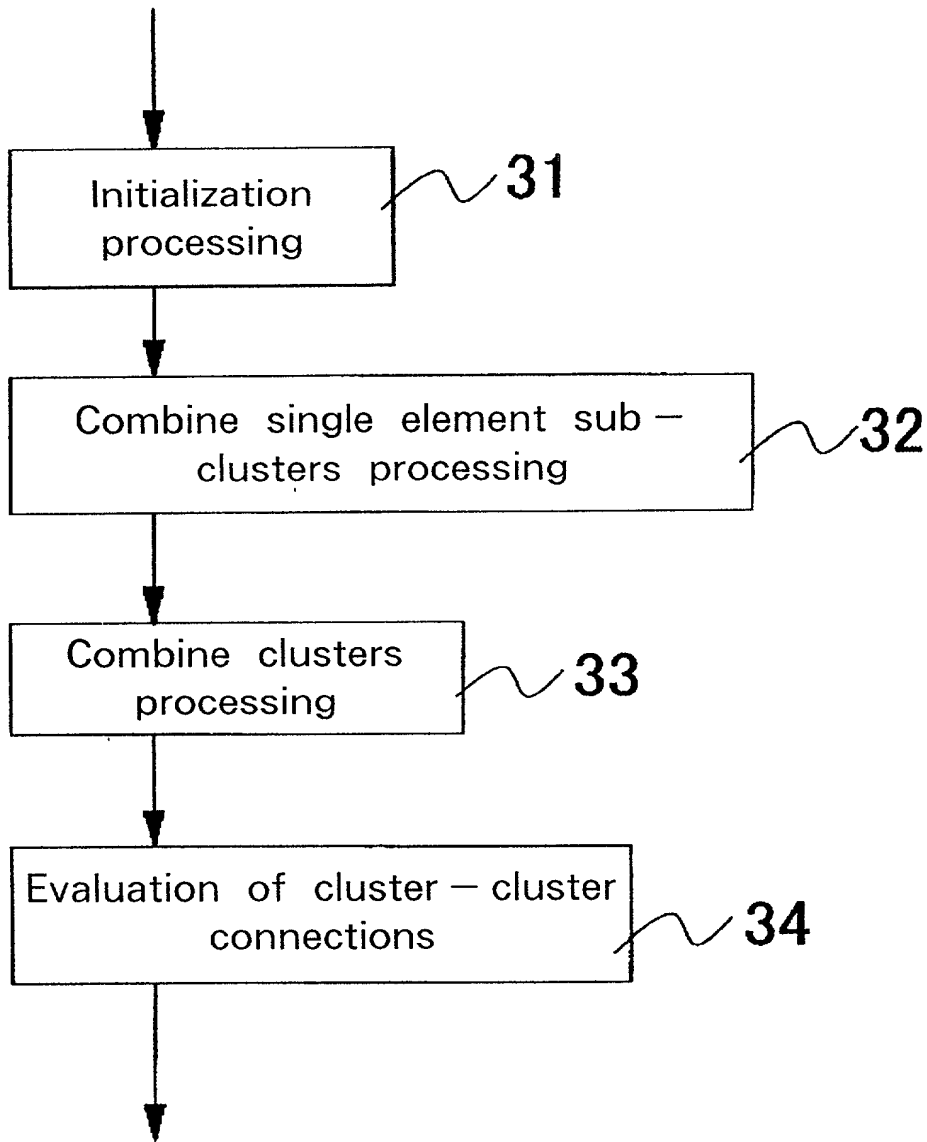 Initialization
processing
31
Combine single element sub –
clusters processing
32
Combine clusters
processing
33
Evaluation of cluster – cluster
connections
34